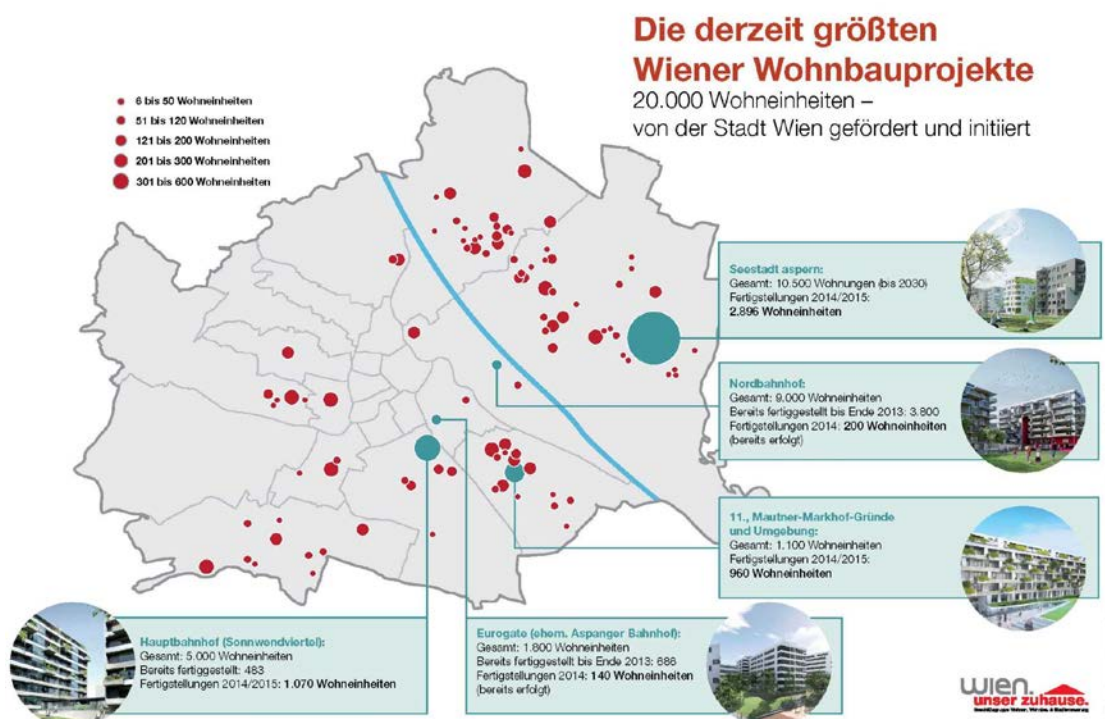 Die derzeit größten
Wiener Wohnbauprojekte
20.000 Wohneinheiten –
von der Stadt Wien gefördert und initiiert
6 bis 50 Wohneinheiten
51 bis 120 Wohneinheiten
121 bis 200 Wohneinheiten
201 bis 300 Wohneinheiten
301 bis 600 Wohneinheiten
Seestadt aspern:
Gesamt: 10.500 Wohnungen (bis 2030)
Fertigstellungen 2014/2015:
2.896 Wohneinheiten
Nordbahnhof:
Gesamt: 9.000 Wohneinheiten
Bereits fertiggestellt bis Ende 2013: 3.800
Fertigstellungen 2014: 200 Wohneinheiten
(bereits erfolgt)
11., Mautner-Markhof-Gründe
und Umgebung:
Gesamt: 1.100 Wohneinheiten
Fertigstellungen 2014/2015:
960 Wohneinheiten
Hauptbahnhof (Sonnwendviertel):
Gesamt: 5.000 Wohneinheiten
Bereits fertiggestellt: 483
Fertigstellungen 2014/2015: 1.070 Wohneinheiten
Eurogate (ehem. Aspanger Bahnhof):
Gesamt: 1.800 Wohneinheiten
Bereits fertiggestellt bis Ende 2013: 686
Fertigstellungen 2014: 140 Wohneinheiten
(bereits erfolgt)
wien.
unser zuhause.